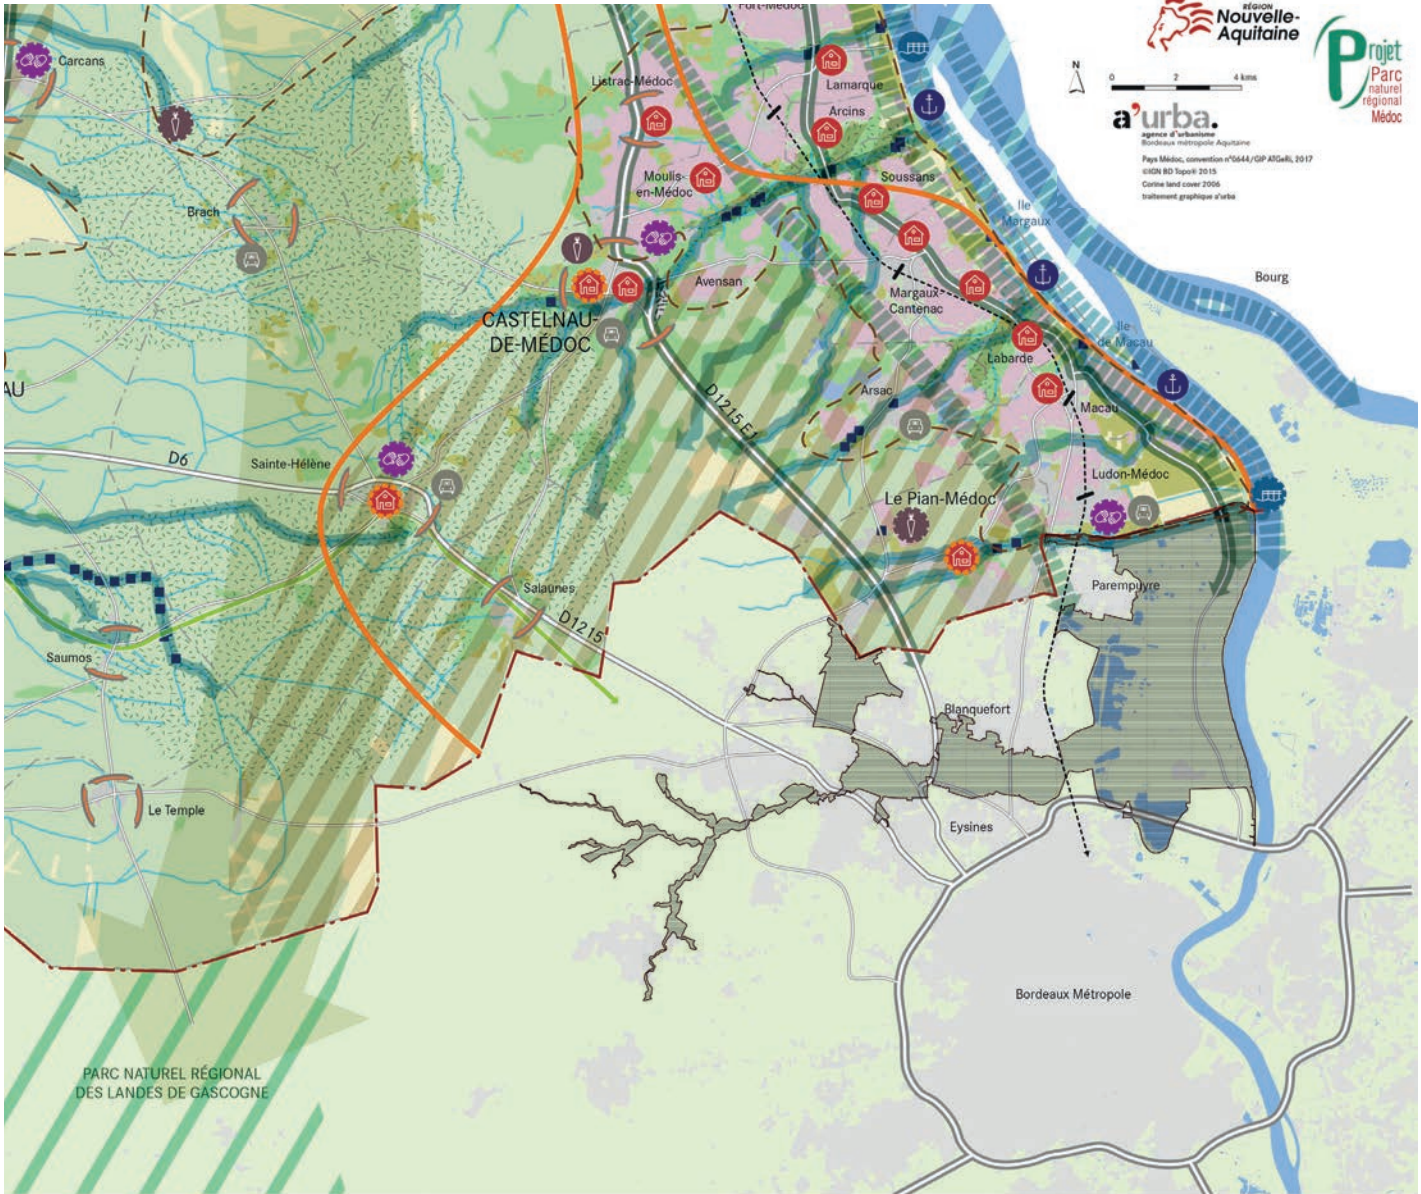 Fort-Médoc
RÉGION
Nouvelle-
Aquitaine
Projet
Parc
naturel
régional
Médoc
N
0 2 4 kms
a'urba.
agence d'urbanisme
Bordeaux métropole Aquitaine
Pays Médoc, convention n°0644/GIP ATGeRi, 2017
©IGN BD Topo® 2015
Corine land cover 2006
traitement graphique a'urba
Carcans
Listrac-Médoc
Lamarque
Arcins
Moulis-
en-Médoc
Soussans
Brach
Ile
Margaux
Bourg
Avensan
Margaux-
Cantenac
CASTELNAU-
DE-MÉDOC
Ile
de Macau
Labarde
AU
Arsac
D1215 E1
Macau
D6
Sainte-Hélène
Ludon-Médoc
Le Pian-Médoc
Salaunes
Parempuyre
D1215
Saumos
Blanquefort
Le Temple
Eysines
Bordeaux Métropole
PARC NATUREL RÉGIONAL
DES LANDES DE GASCOGNE